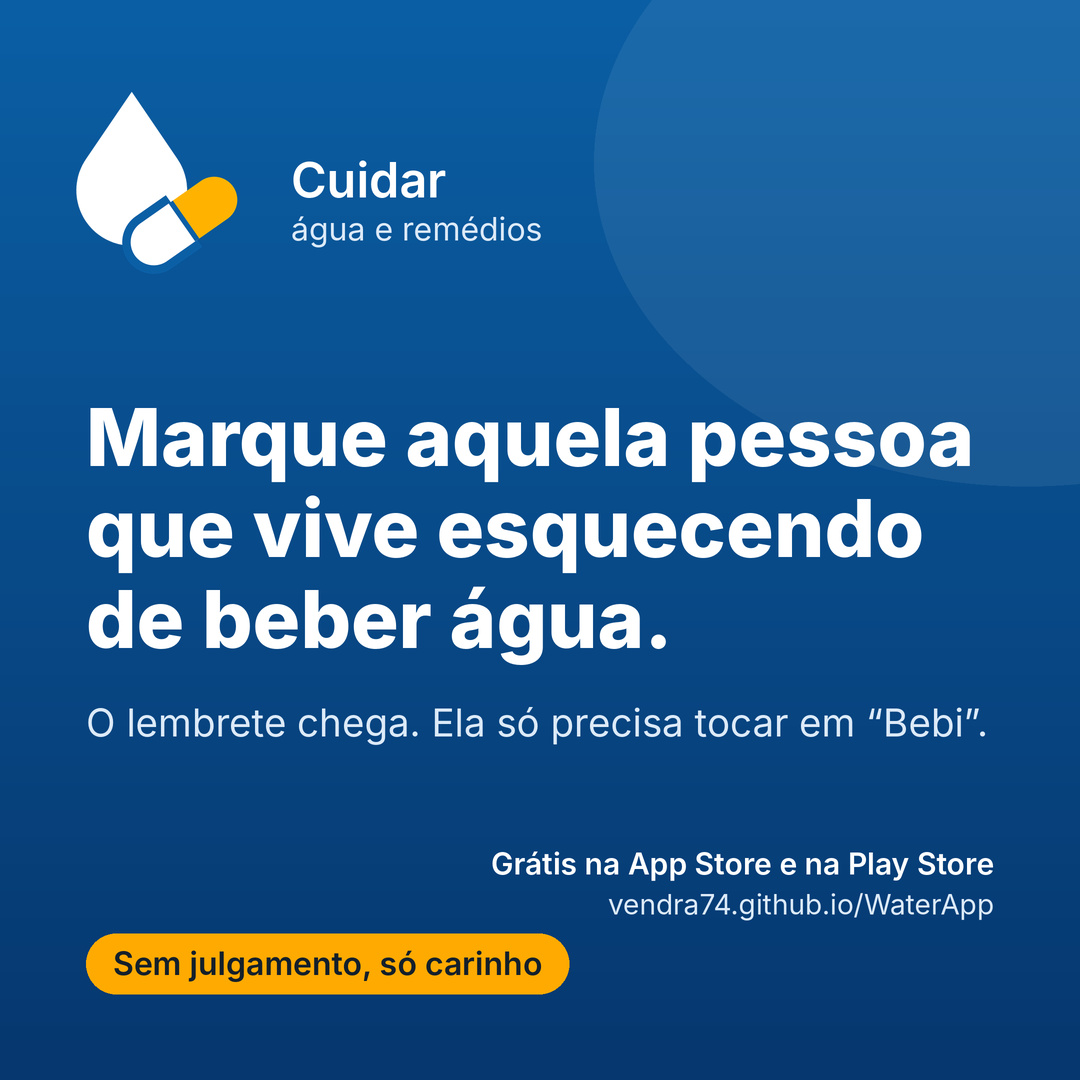 Cuidar
água e remédios
Marque aquela pessoa
que vive esquecendo
de beber água.
O lembrete chega. Ela só precisa tocar em “Bebi”.
Grátis na App Store e na Play Store
vendra74.github.io/WaterApp
Sem julgamento, só carinho